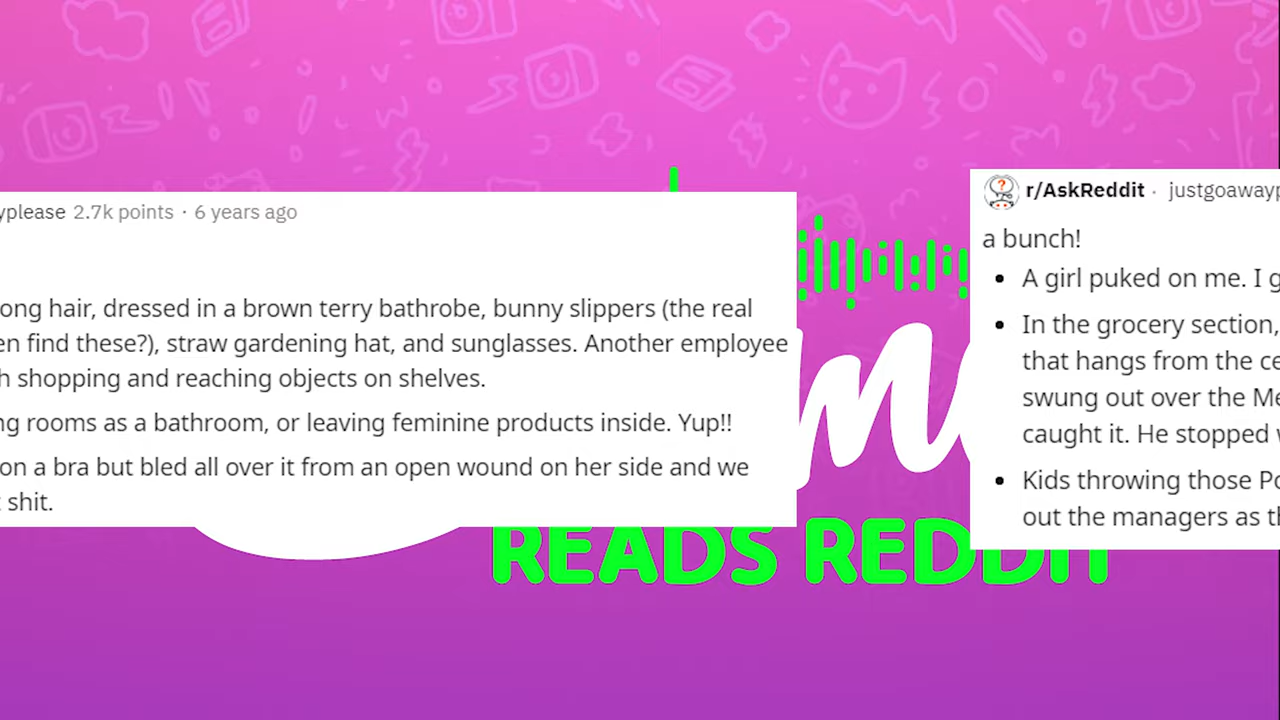 yplease 2.7k points · 6 years ago
ong hair, dressed in a brown terry bathrobe, bunny slippers (the real
en find these?), straw gardening hat, and sunglasses. Another employee
h shopping and reaching objects on shelves.
ng rooms as a bathroom, or leaving feminine products inside. Yup!!
on a bra but bled all over it from an open wound on her side and we
shit.
r/AskReddit · justgoawayp
a bunch!
• A girl puked on me. I g
• In the grocery section,
that hangs from the ce
swung out over the Me
caught it. He stopped w
• Kids throwing those Po
out the managers as th
READS REDDIT